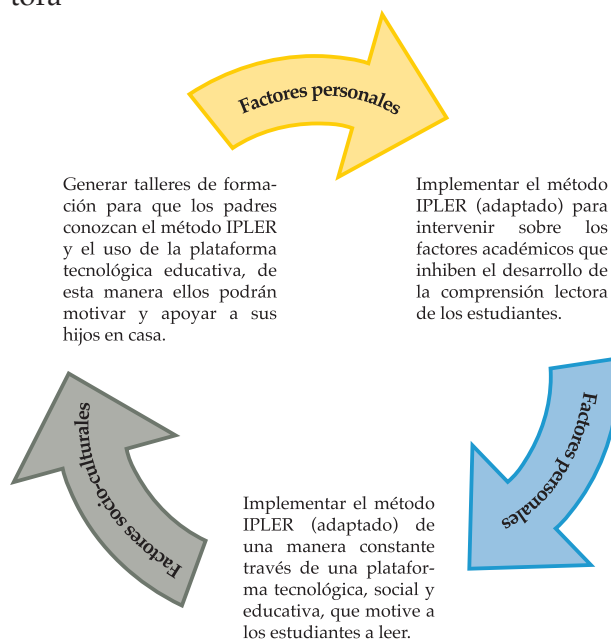 tora
Factores personales
Generar talleres de forma-
ción para que los padres
conozcan el método IPLER
y el uso de la plataforma
tecnológica educativa, de
esta manera ellos podrán
motivar y apoyar a sus
hijos en casa.
Implementar el método
IPLER (adaptado) para
intervenir sobre los
factores académicos que
inhiben el desarrollo de
la comprensión lectora
de los estudiantes.
Factores personales
Factores socio-culturales
Implementar el método
IPLER (adaptado) de
una manera constante
través de una platafor-
ma tecnológica, social y
educativa, que motive a
los estudiantes a leer.